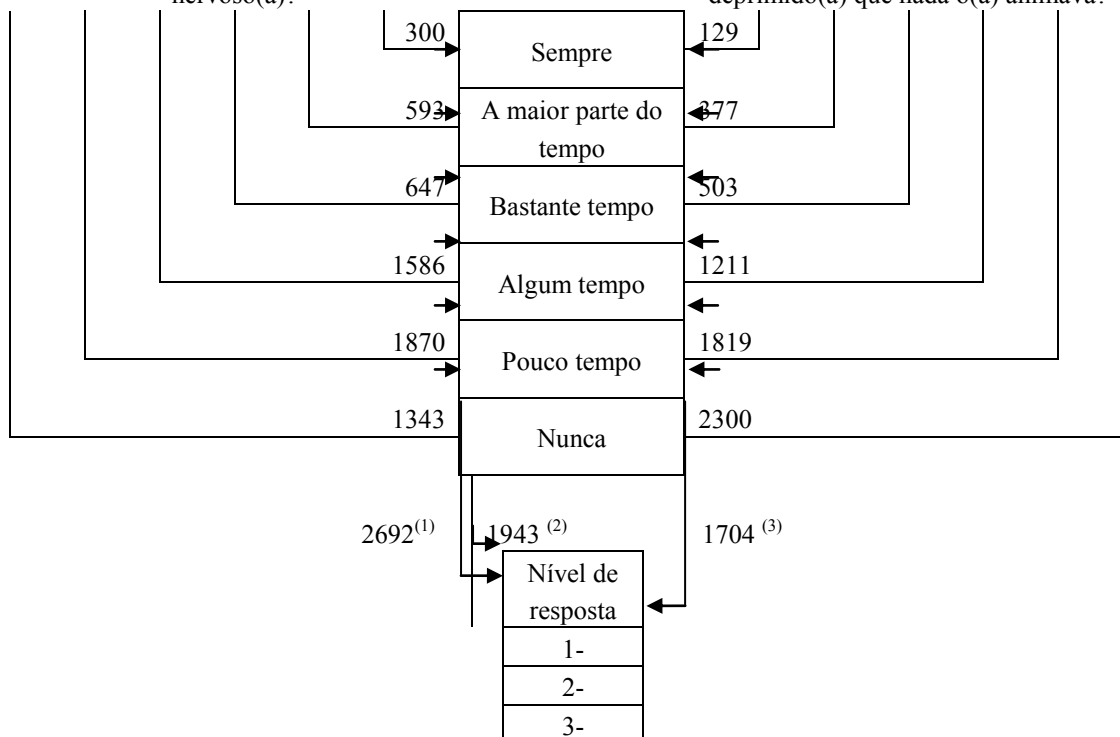 nervoso(a)? deprimido(a) que nada o(a) animava?
300 Sempre 129
593 A maior parte do 377
tempo
647 Bastante tempo 503
1586 Algum tempo 1211
1870 Pouco tempo 1819
1343 Nunca 2300
2692(1) 1943 (2) 1704 (3)
Nível de
resposta
1-
2-
3-